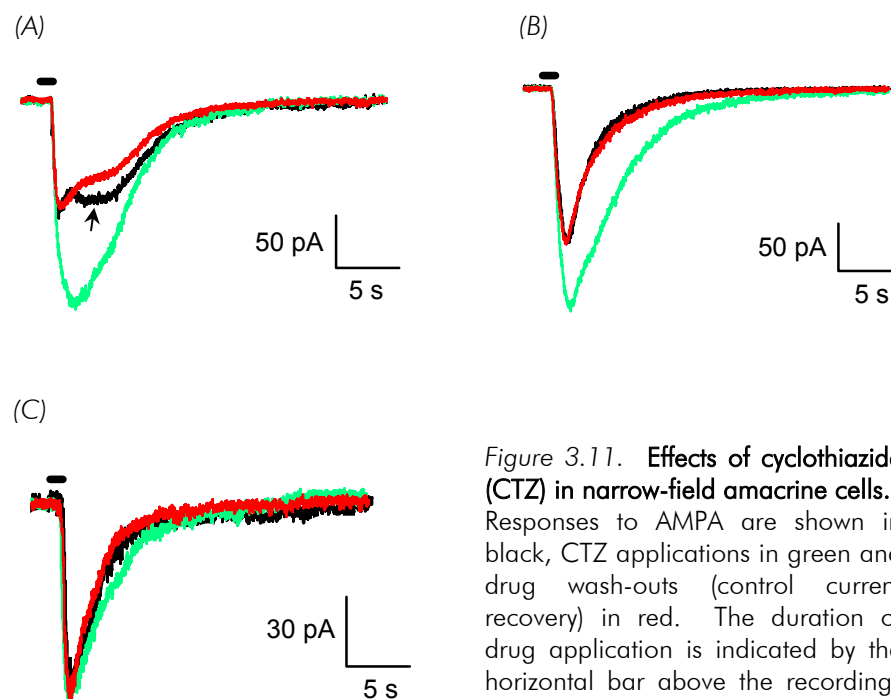 (A)
(B)
50 pA
5 s
50 pA
5 s
(C)
30 pA
5 s
Figure 3.11. Effects of cyclothiazide
(CTZ) in narrow-field amacrine cells.
Responses to AMPA are shown in
black, CTZ applications in green and
drug wash-outs (control current
recovery) in red. The duration of
drug application is indicated by the
horizontal bar above the recording